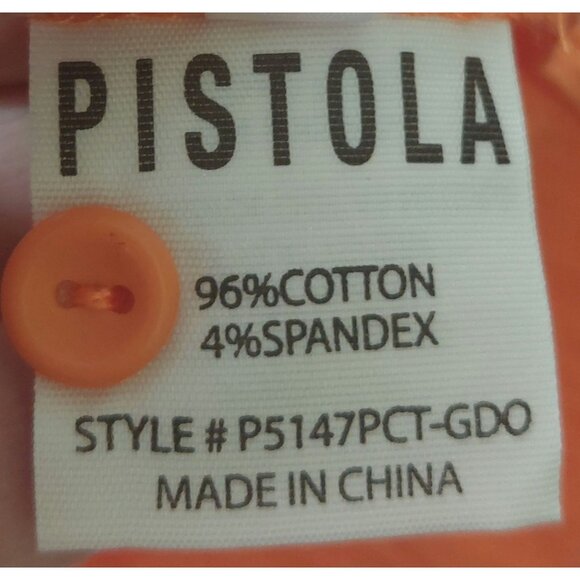 PISTOLA
96%COTTON
4%SPANDEX
STYLE # P5147PCT-GDO
MADE IN CHINA